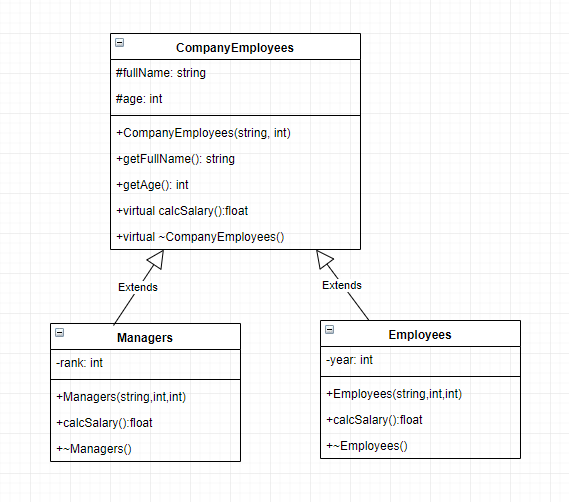 CompanyEmployees
#fullName: string
#age: int
+CompanyEmployees(string, int)
+getFullName(): string
+getAge(): int
+virtual calcSalary():float
+virtual ~CompanyEmployees()
Extends
Extends
Managers
-rank: int
+Managers(string,int,int)
+calcSalary():float
+~Managers()
Employees
-year: int
+Employees(string,int,int)
+calcSalary():float
+~Employees()